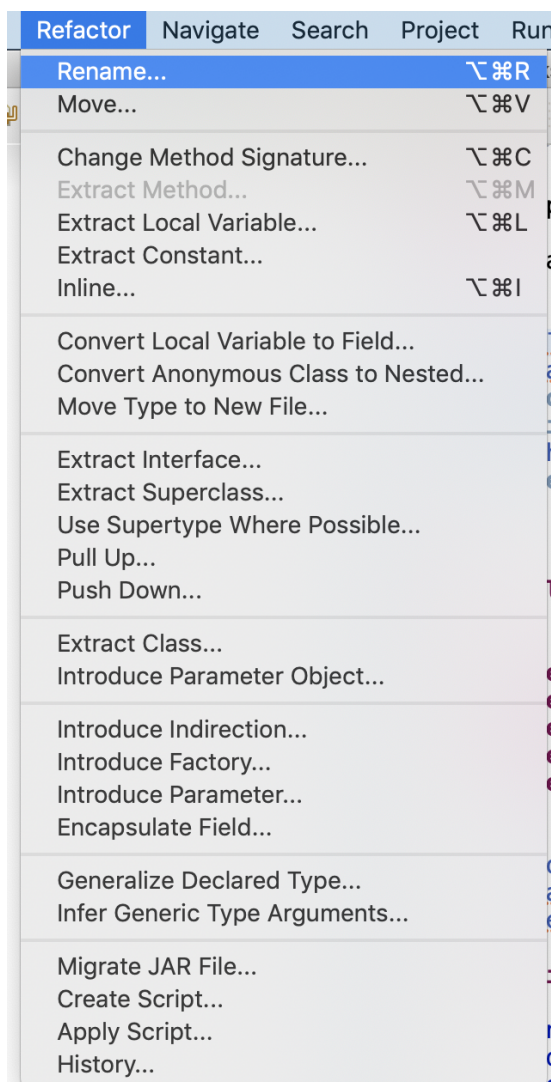 Refactor Navigate Search Project Run
Rename... ⌥⌘R
Move... ⌥⌘V
Change Method Signature... ⌥⌘C
Extract Method... ⌥⌘M
Extract Local Variable... ⌥⌘L
Extract Constant...
Inline... ⌥⌘I
Convert Local Variable to Field...
Convert Anonymous Class to Nested...
Move Type to New File...
Extract Interface...
Extract Superclass...
Use Supertype Where Possible...
Pull Up...
Push Down...
Extract Class...
Introduce Parameter Object...
Introduce Indirection...
Introduce Factory...
Introduce Parameter...
Encapsulate Field...
Generalize Declared Type...
Infer Generic Type Arguments...
Migrate JAR File...
Create Script...
Apply Script...
History...